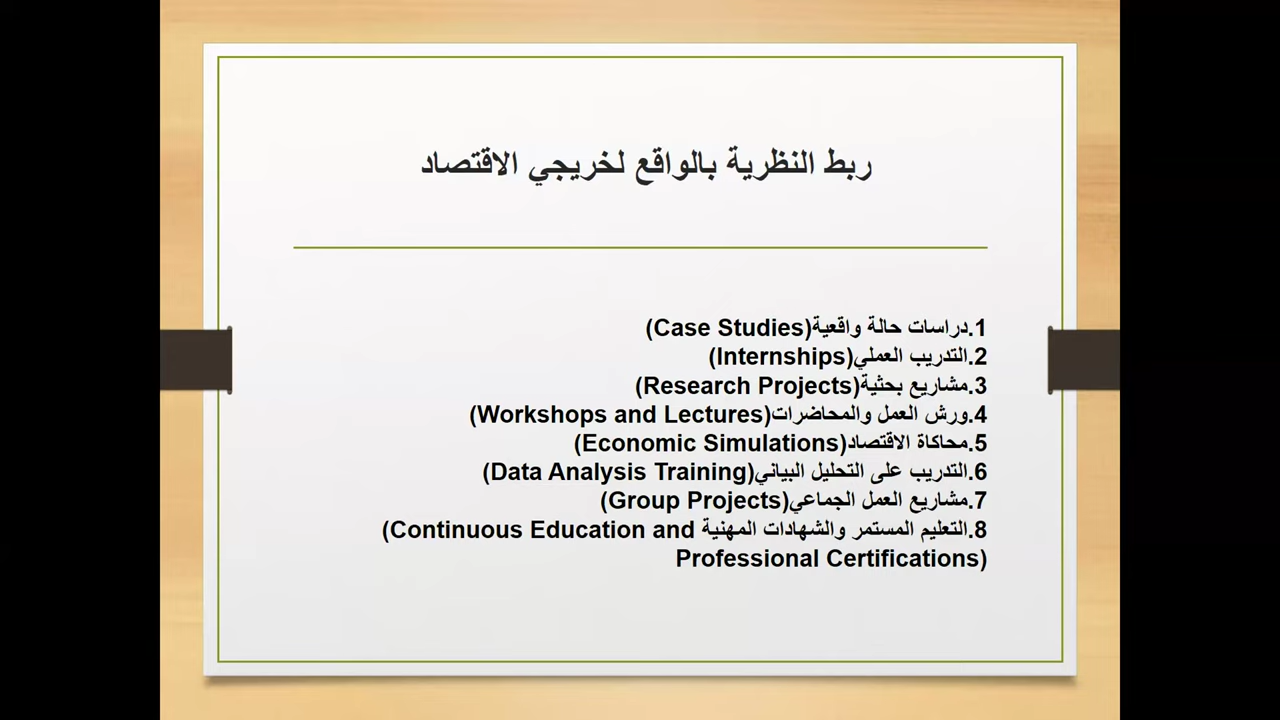 ربط النظرية بالواقع لخريجي الاقتصاد
1.دراسات حالة واقعية(Case Studies)
2.التدريب العملي(Internships)
3.مشاريع بحثية(Research Projects)
4.ورش العمل والمحاضرات(Workshops and Lectures)
5.محاكاة الاقتصاد(Economic Simulations)
6.التدريب على التحليل البياني(Data Analysis Training)
7.مشاريع العمل الجماعي(Group Projects)
8.التعليم المستمر والشهادات المهنية (Continuous Education and
Professional Certifications)